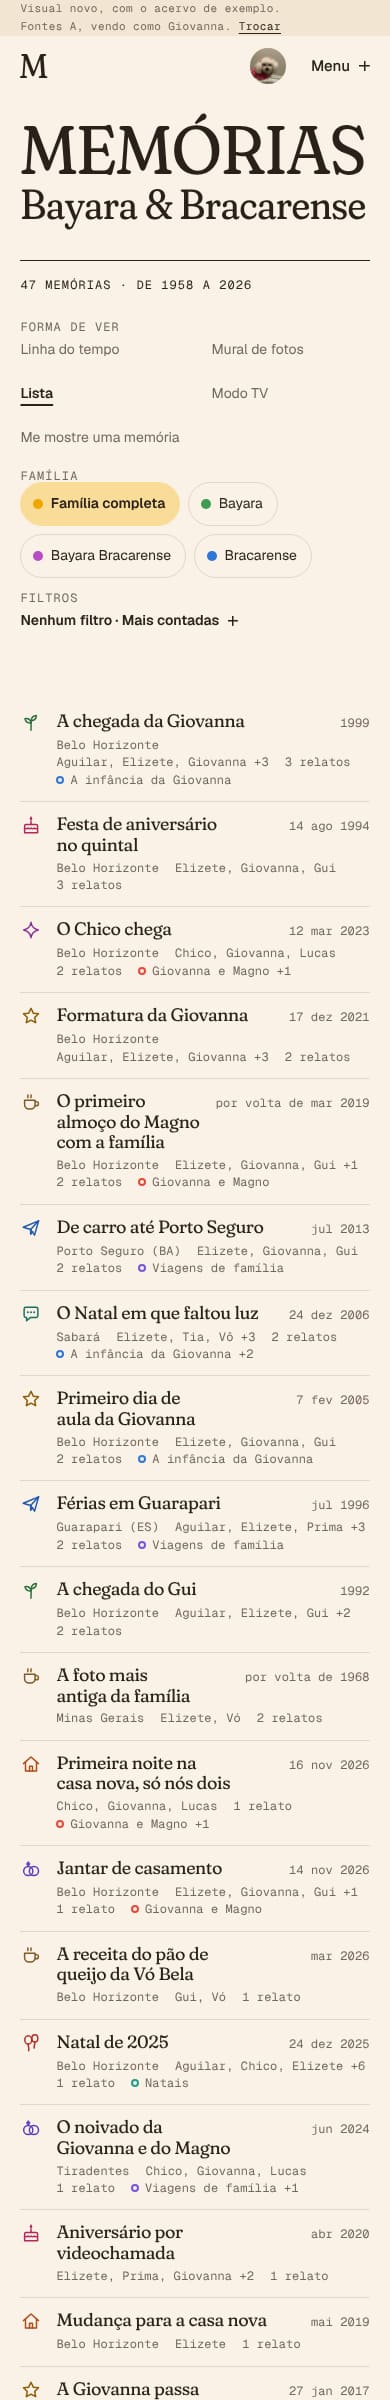 Visual novo, com o acervo de exemplo.
Fontes A, vendo como Giovanna. Trocar
M
Menu +
MEMÓRIAS
Bayara & Bracarense
47 MEMÓRIAS · DE 1958 A 2026
FORMA DE VER
Linha do tempo Mural de fotos
Lista Modo TV
Me mostre uma memória
FAMÍLIA
Família completa Bayara
Bayara Bracarense Bracarense
FILTROS
Nenhum filtro · Mais contadas +
A chegada da Giovanna 1999
Belo Horizonte
Aguilar, Elizete, Giovanna +3 3 relatos
A infância da Giovanna
Festa de aniversário 14 ago 1994
no quintal
Belo Horizonte Elizete, Giovanna, Gui
3 relatos
O Chico chega 12 mar 2023
Belo Horizonte Chico, Giovanna, Lucas
2 relatos Giovanna e Magno +1
Formatura da Giovanna 17 dez 2021
Belo Horizonte
Aguilar, Elizete, Giovanna +3 2 relatos
O primeiro por volta de mar 2019
almoço do Magno
com a família
Belo Horizonte Elizete, Giovanna, Gui +1
2 relatos Giovanna e Magno
De carro até Porto Seguro jul 2013
Porto Seguro (BA) Elizete, Giovanna, Gui
2 relatos Viagens de família
O Natal em que faltou luz 24 dez 2006
Sabará Elizete, Tia, Vô +3 2 relatos
A infância da Giovanna +2
Primeiro dia de 7 fev 2005
aula da Giovanna
Belo Horizonte Elizete, Giovanna, Gui
2 relatos A infância da Giovanna
Férias em Guarapari jul 1996
Guarapari (ES) Aguilar, Elizete, Prima +3
2 relatos Viagens de família
A chegada do Gui 1992
Belo Horizonte Aguilar, Elizete, Gui +2
2 relatos
A foto mais por volta de 1968
antiga da família
Minas Gerais Elizete, Vó 2 relatos
Primeira noite na 16 nov 2026
casa nova, só nós dois
Chico, Giovanna, Lucas 1 relato
Giovanna e Magno +1
Jantar de casamento 14 nov 2026
Belo Horizonte Elizete, Giovanna, Gui +1
1 relato Giovanna e Magno
A receita do pão de mar 2026
queijo da Vó Bela
Belo Horizonte Gui, Vó 1 relato
Natal de 2025 24 dez 2025
Belo Horizonte Aguilar, Chico, Elizete +6
1 relato Natais
O noivado da jun 2024
Giovanna e do Magno
Tiradentes Chico, Giovanna, Lucas
1 relato Viagens de família +1
Aniversário por abr 2020
videochamada
Elizete, Prima, Giovanna +2 1 relato
Mudança para a casa nova mai 2019
Belo Horizonte Elizete 1 relato
A Giovanna passa 27 jan 2017